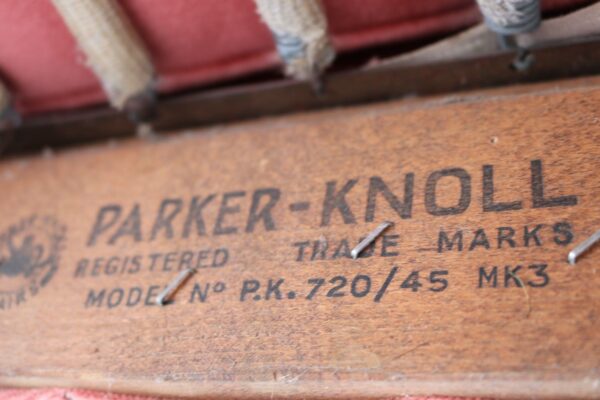 PARKER-KNOLL
REGISTERED TRADE MARKS
MODEL Nº P.K. 720/45 MK3